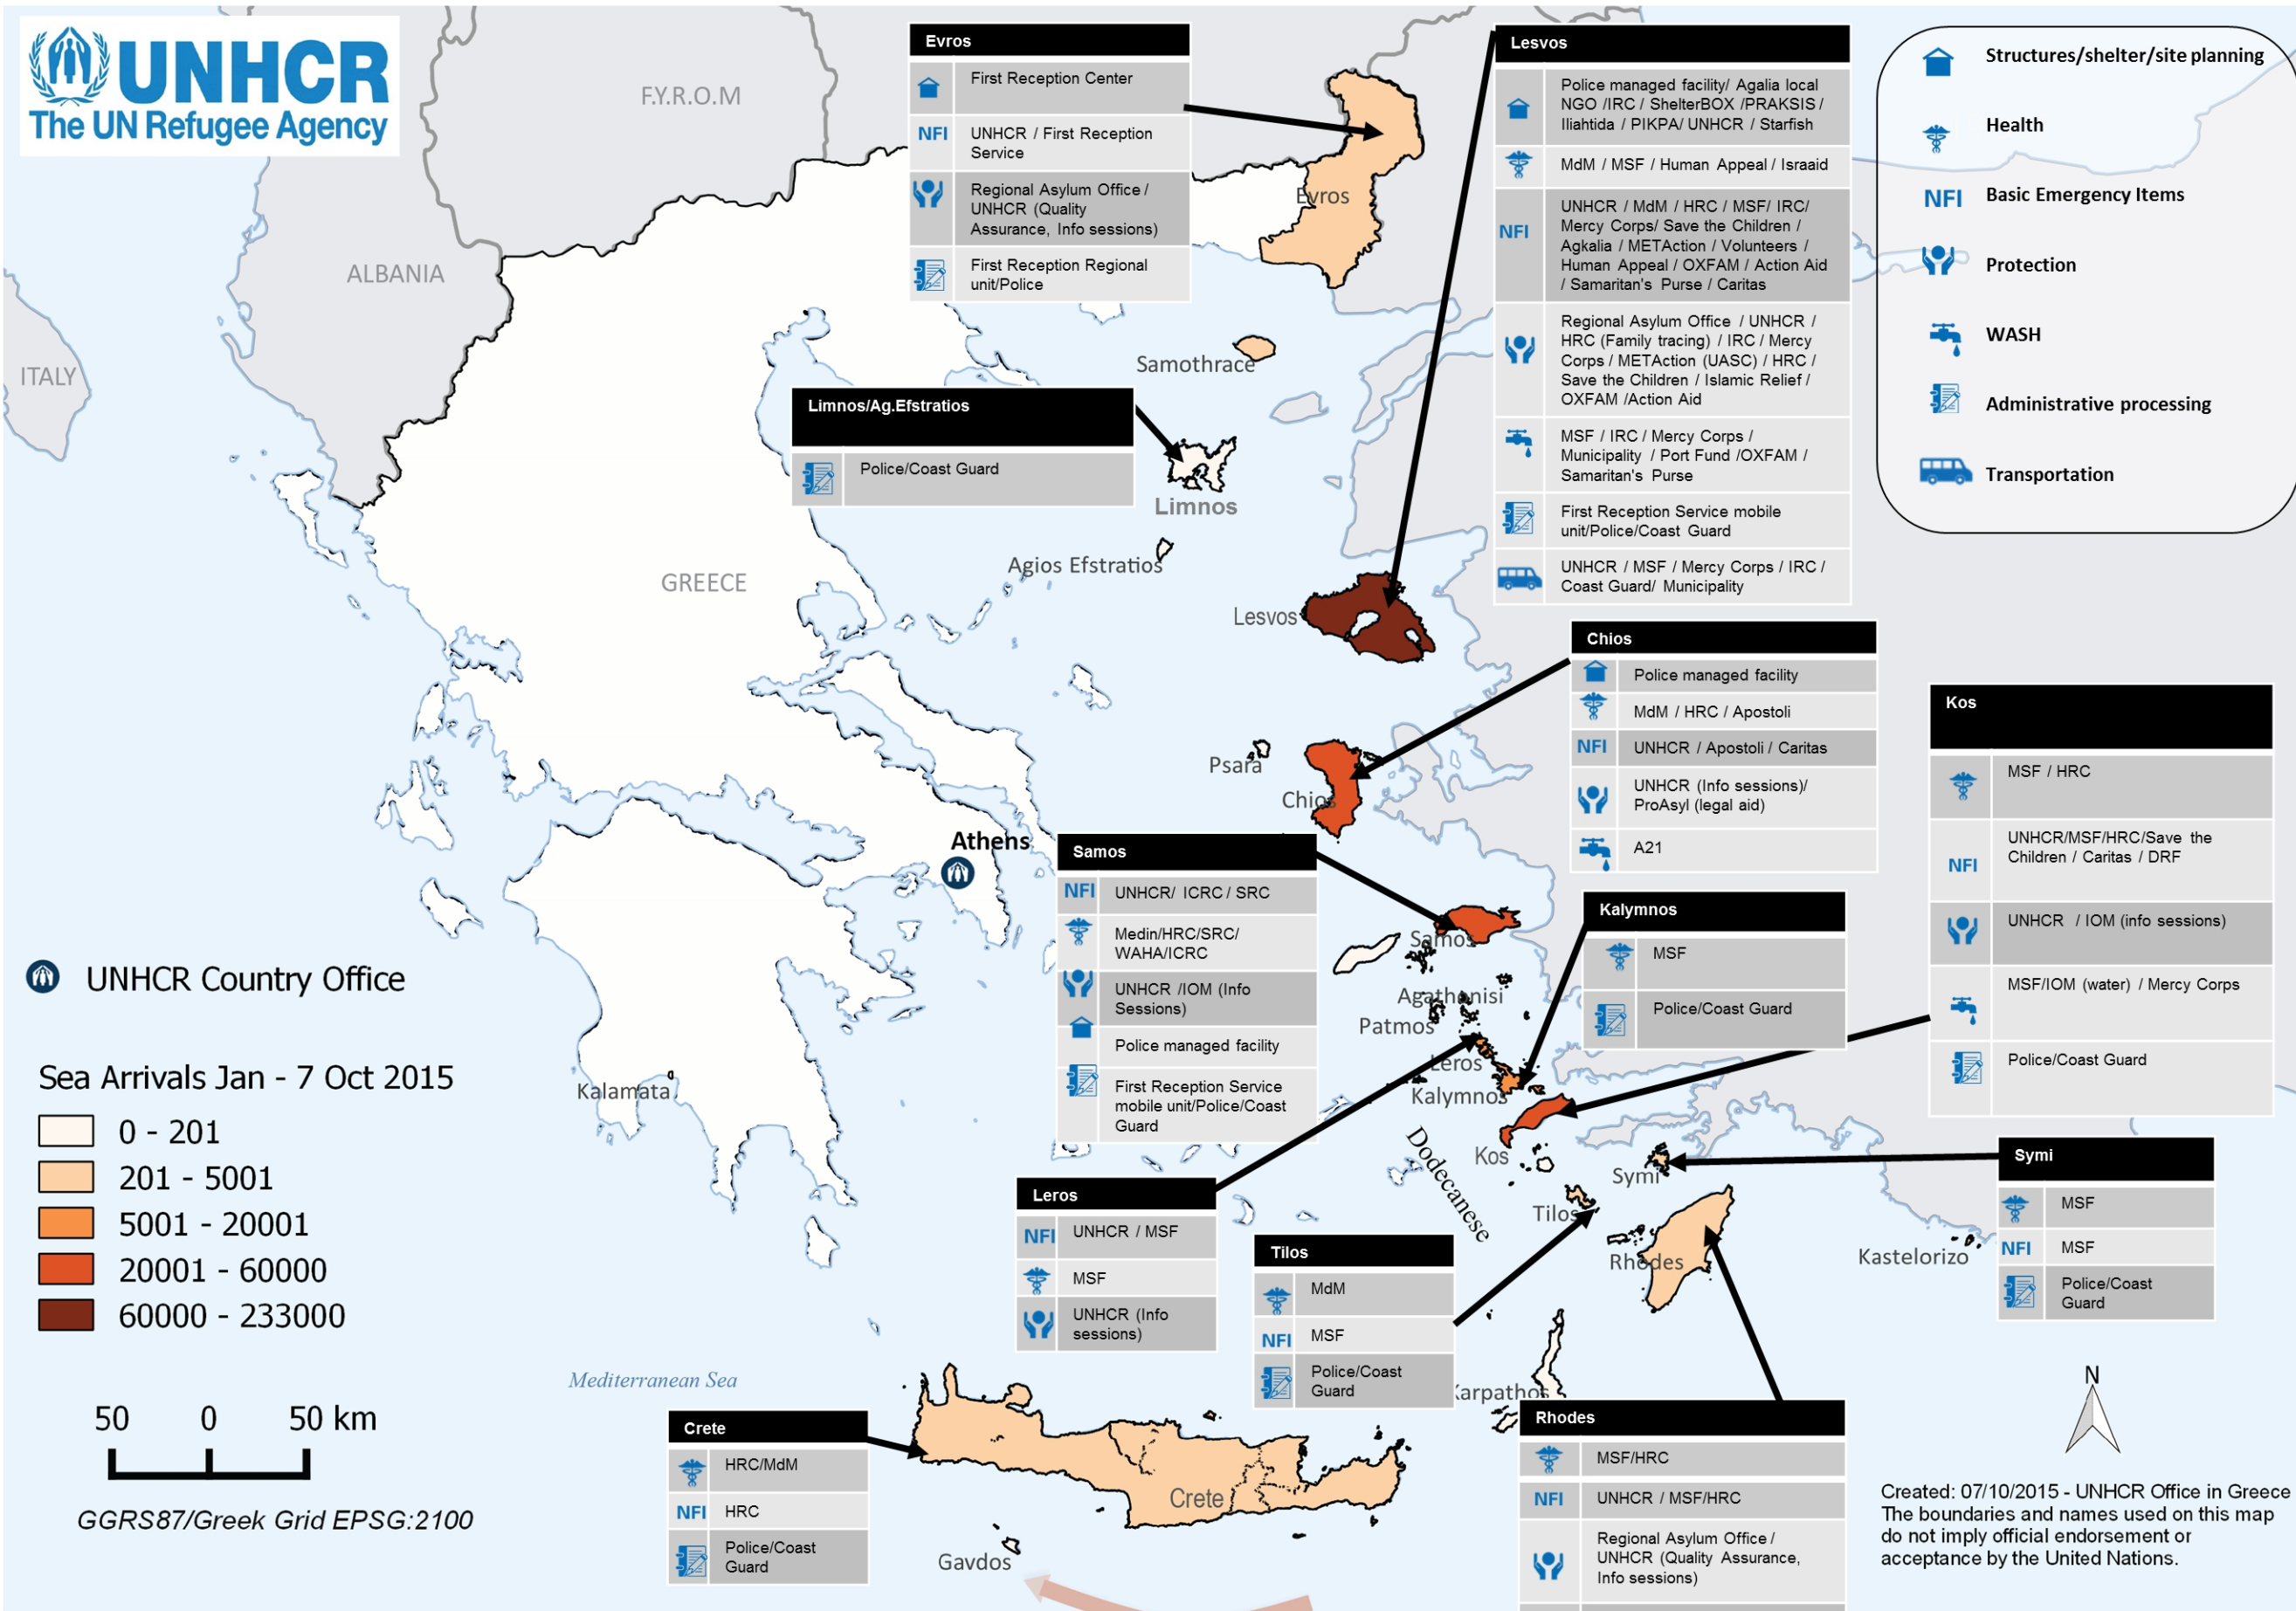 UNHCR
The UN Refugee Agency
F.Y.R.O.M
ALBANIA
ITALY
GREECE
Evros
First Reception Center
NFI
UNHCR / First Reception
Service
Regional Asylum Office /
UNHCR (Quality
Assurance, Info sessions)
First Reception Regional
unit/Police
Evros
Samothrace
Limnos/Ag.Efstratios
Police/Coast Guard
Limnos
Agios Efstratios
Lesvos
Lesvos
Police managed facility/ Agalia local
NGO /IRC / ShelterBOX /PRAKSIS /
Iliahtida / PIKPA/ UNHCR / Starfish
MdM / MSF / Human Appeal / Israaid
NFI
UNHCR / MdM / HRC / MSF/ IRC/
Mercy Corps/ Save the Children /
Agkalia / METAction / Volunteers /
Human Appeal / OXFAM / Action Aid
/ Samaritan's Purse / Caritas
Regional Asylum Office / UNHCR /
HRC (Family tracing) / IRC / Mercy
Corps / METAction (UASC) / HRC /
Save the Children / Islamic Relief /
OXFAM /Action Aid
MSF / IRC / Mercy Corps /
Municipality / Port Fund /OXFAM /
Samaritan's Purse
First Reception Service mobile
unit/Police/Coast Guard
UNHCR / MSF / Mercy Corps / IRC /
Coast Guard/ Municipality
Structures/shelter/site planning
Health
NFI Basic Emergency Items
Protection
WASH
Administrative processing
Transportation
Chios
Police managed facility
MdM / HRC / Apostoli
NFI
UNHCR / Apostoli / Caritas
UNHCR (Info sessions)/
ProAsyl (legal aid)
A21
Psara
Chios
Kos
MSF / HRC
NFI
UNHCR/MSF/HRC/Save the
Children / Caritas / DRF
UNHCR / IOM (info sessions)
MSF/IOM (water) / Mercy Corps
Police/Coast Guard
Athens
Samos
NFI
UNHCR/ ICRC / SRC
Medin/HRC/SRC/
WAHA/ICRC
UNHCR /IOM (Info
Sessions)
Police managed facility
First Reception Service
mobile unit/Police/Coast
Guard
Kalymnos
MSF
Police/Coast Guard
Samos
Agathonisi
Patmos
Leros
Kalymnos
Kos
Dodecanese
Symi
Tilos
Rhodes
Kastelorizo
Karpathos
Kalamata
UNHCR Country Office
Sea Arrivals Jan - 7 Oct 2015
0 - 201
201 - 5001
5001 - 20001
20001 - 60000
60000 - 233000
Symi
MSF
NFI
MSF
Police/Coast
Guard
Leros
NFI
UNHCR / MSF
MSF
UNHCR (Info
sessions)
Tilos
MdM
NFI
MSF
Police/Coast
Guard
Mediterranean Sea
50 0 50 km
GGRS87/Greek Grid EPSG:2100
Crete
HRC/MdM
NFI
HRC
Police/Coast
Guard
Crete
Gavdos
Rhodes
MSF/HRC
NFI
UNHCR / MSF/HRC
Regional Asylum Office /
UNHCR (Quality Assurance,
Info sessions)
N
Created: 07/10/2015 - UNHCR Office in Greece
The boundaries and names used on this map
do not imply official endorsement or
acceptance by the United Nations.